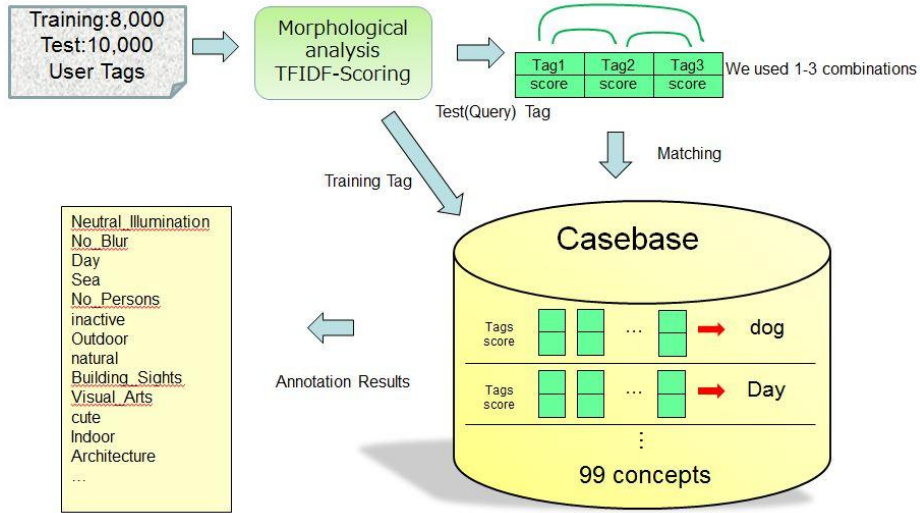 Training:8,000
Test:10,000
User Tags
Morphological
analysis
TFIDF-Scoring
Tag1 Tag2 Tag3
score score score
We used 1-3 combinations
Test(Query) Tag
Matching
Training Tag
Neutral_Illumination
No_Blur
Day
Sea
No_Persons
inactive
Outdoor
natural
Building_Sights
Visual_Arts
cute
Indoor
Architecture
...
Annotation Results
Casebase
Tags
score
... dog
Tags
score
... Day
⋮
99 concepts